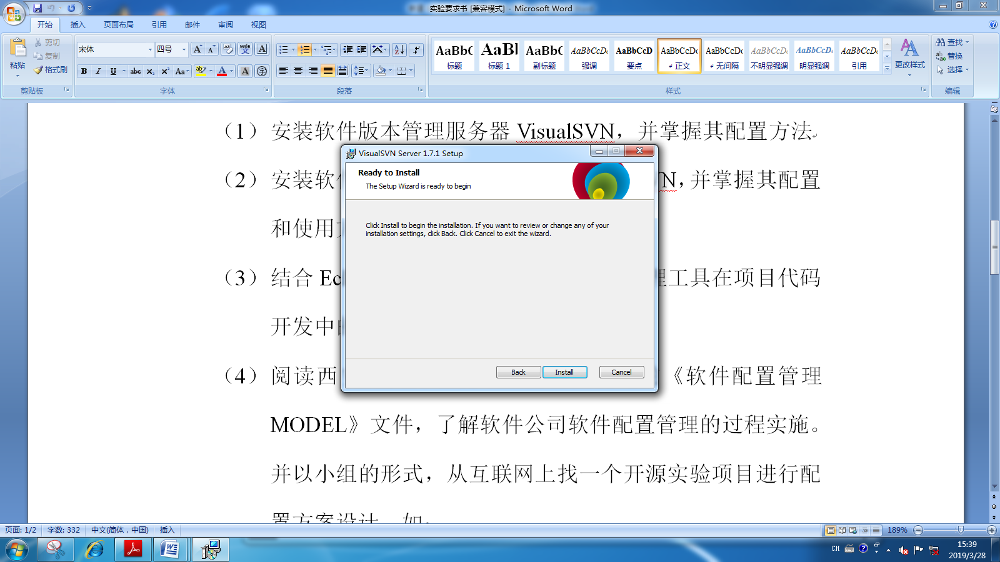 实验要求书 [兼容模式] - Microsoft Word
开始 插入 页面布局 引用 邮件 审阅 视图
粘贴
剪切
复制
格式刷
剪贴板
宋体 四号
字体
段落
AaBbC 标题
AaBl 标题 1
AaBbC 副标题
AaBbCcDc 强调
AaBbCcD 要点
AaBbCcDc 正文
AaBbCcDc 无间隔
AaBbCcDc 不明显强调
AaBbCcDc 明显强调
AaBbCcDc 引用
更改样式
样式
查找
替换
选择
编辑
（1）安装软件版本管理服务器 VisualSVN，并掌握其配置方法
VisualSVN Server 1.7.1 Setup
Ready to Install
The Setup Wizard is ready to begin
Click Install to begin the installation. If you want to review or change any of your
installation settings, click Back. Click Cancel to exit the wizard.
Back Install Cancel
（2）安装软 VN，并掌握其配置
和使用
（3）结合 Ec 理工具在项目代码
开发中
（4）阅读西 《软件配置管理
MODEL》文件，了解软件公司软件配置管理的过程实施。
并以小组的形式，从互联网上找一个开源实验项目进行配
置方案设计，如：
页面: 1/2 字数: 332 中文(简体，中国) 插入 189%
CH 15:39
2019/3/28